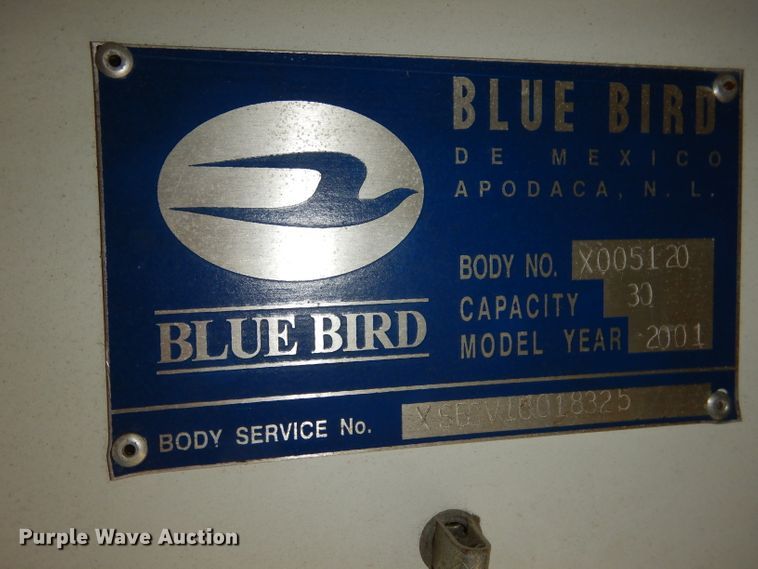 BLUE BIRD
DE MEXICO
APODACA, N. L.
BLUE BIRD
BODY NO. X005120
CAPACITY 30
MODEL YEAR 2001
BODY SERVICE No.
Purple Wave Auction